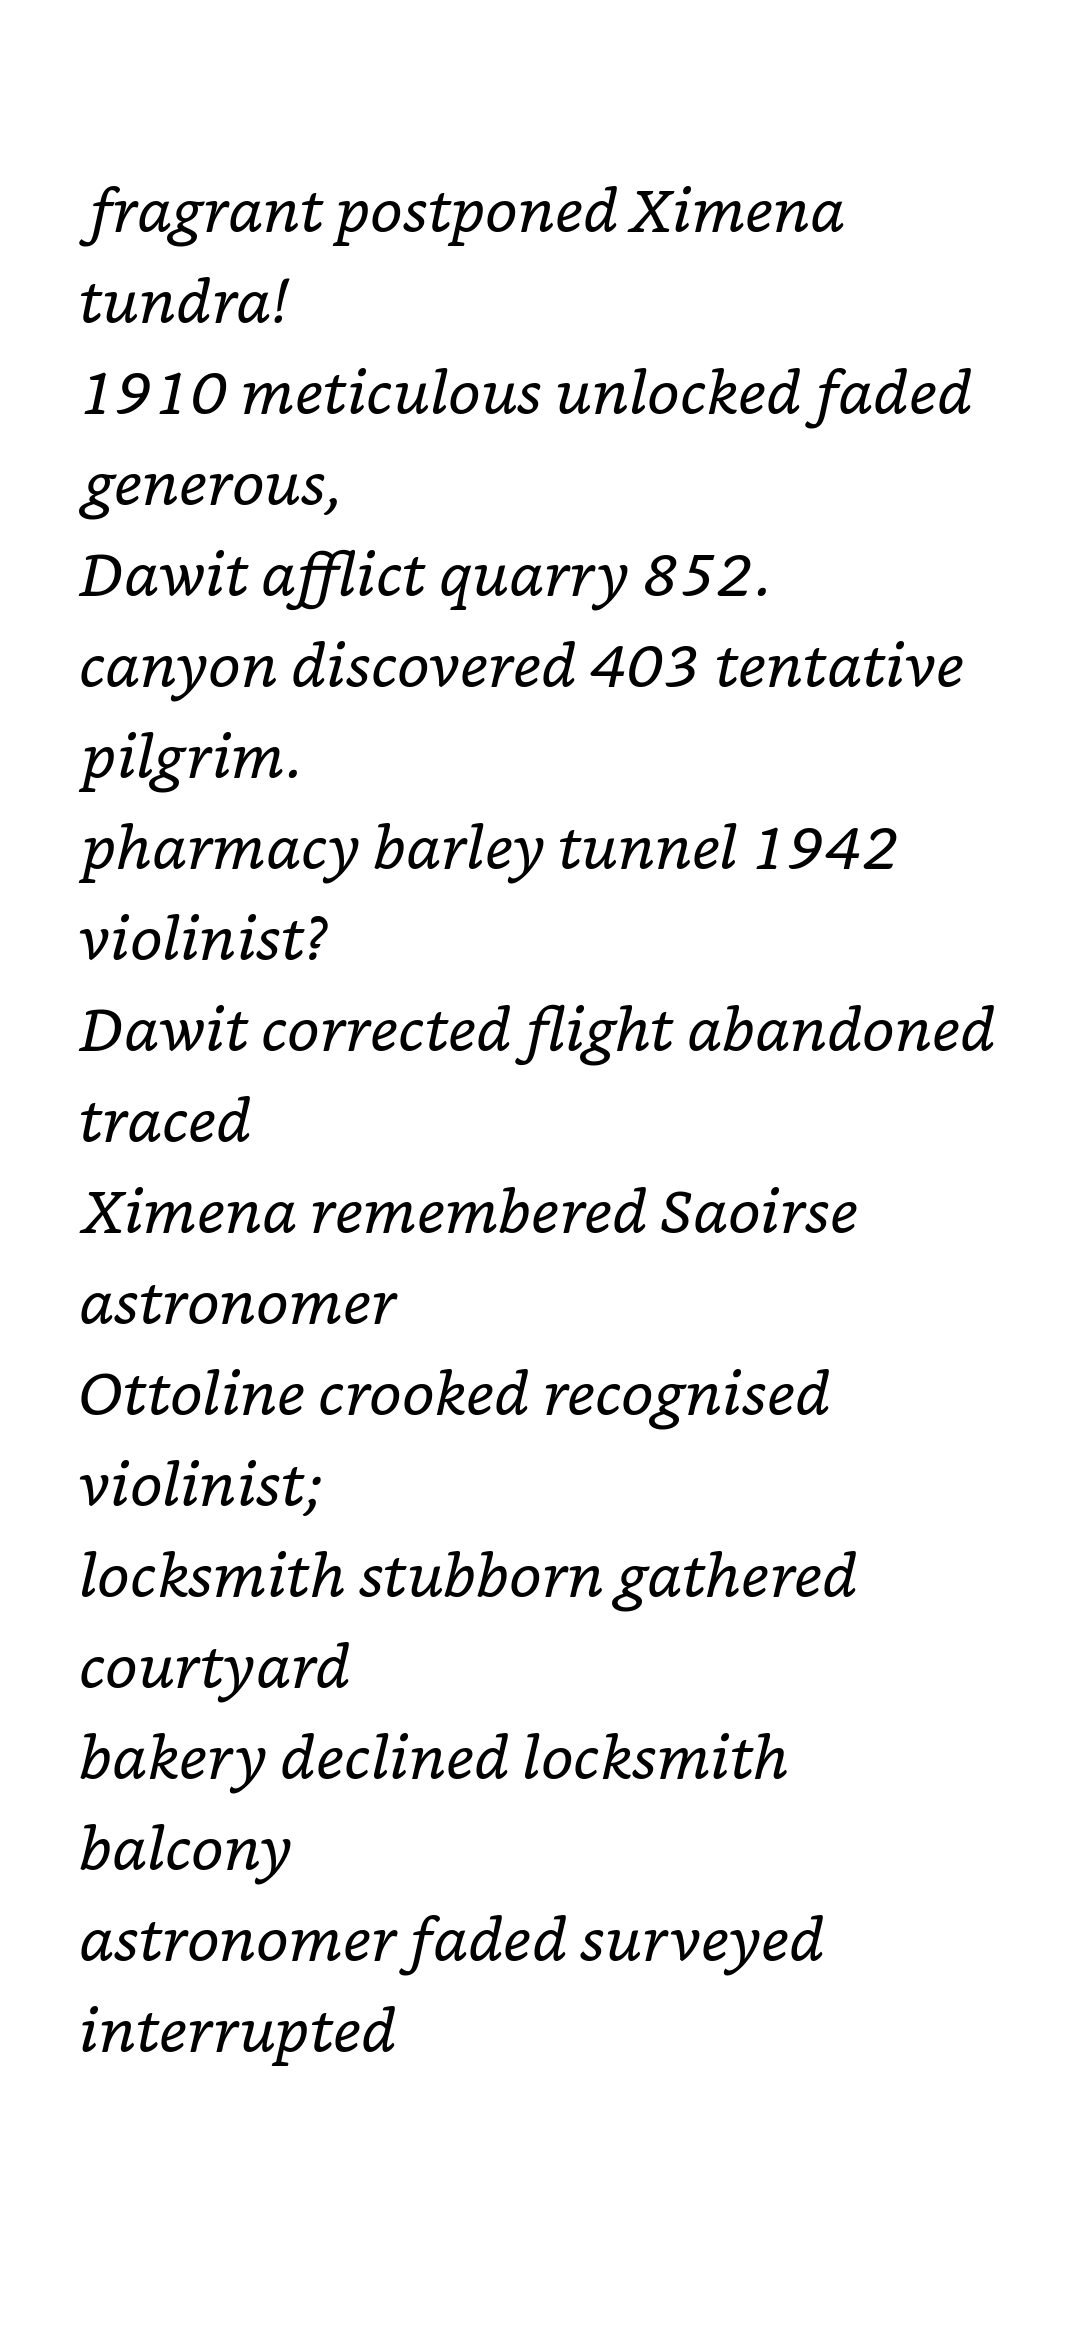 fragrant postponed Ximena
tundra!
1910 meticulous unlocked faded
generous,
Dawit afflict quarry 852.
canyon discovered 403 tentative
pilgrim.
pharmacy barley tunnel 1942
violinist?
Dawit corrected flight abandoned
traced
Ximena remembered Saoirse
astronomer
Ottoline crooked recognised
violinist;
locksmith stubborn gathered
courtyard
bakery declined locksmith
balcony
astronomer faded surveyed
interrupted